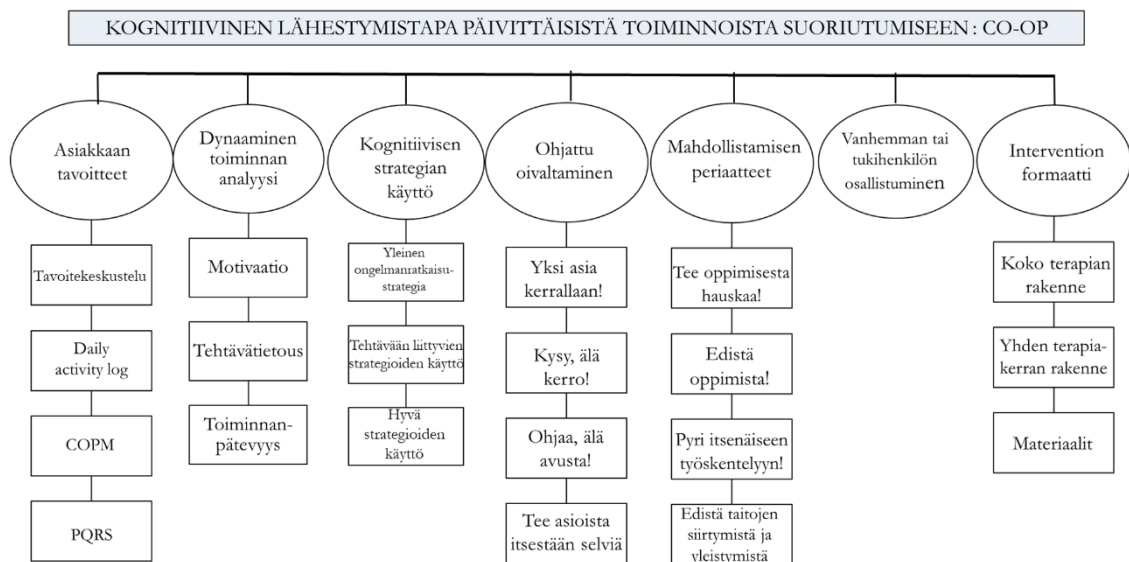 KOGNITIIVINEN LÄHESTYMISTAPA PÄIVITTÄISISTÄ TOIMINNOISTA SUORIUTUMISEEN : CO-OP
Asiakkaan
tavoitteet
Tavoitekeskustelu
Daily
activity log
COPM
PQRS
Dynaaminen
toiminnan
analyysi
Motivaatio
Tehtävätietous
Toiminnan-
pätevyys
Kognitiivisen
strategian
käyttö
Yleinen
ongelmanratkaisu-
strategia
Tehtävään liittyvien
strategioiden käyttö
Hyvä
strategioiden
käyttö
Ohjattu
oivaltaminen
Yksi asia
kerrallaan!
Kysy, älä
kerro!
Ohjaa, älä
avusta!
Tee asioista
itsestään selviä
Mahdollistamisen
periaatteet
Tee oppimisesta
hauskaa!
Edistä
oppimista!
Pyri itsenäiseen
työskentelyyn!
Edistä taitojen
siirtymistä ja
yleistymistä
Vanhemman tai
tukihenkilön
osallistuminen
Intervention
formaatti
Koko terapian
rakenne
Yhden terapia-
kerran rakenne
Materiaalit